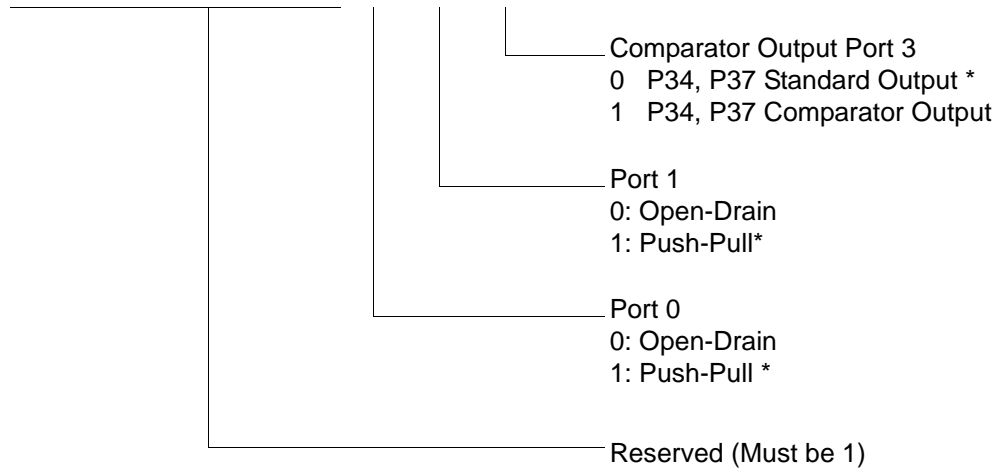 Comparator Output Port 3
0 P34, P37 Standard Output *
1 P34, P37 Comparator Output
Port 1
0: Open-Drain
1: Push-Pull*
Port 0
0: Open-Drain
1: Push-Pull *
Reserved (Must be 1)